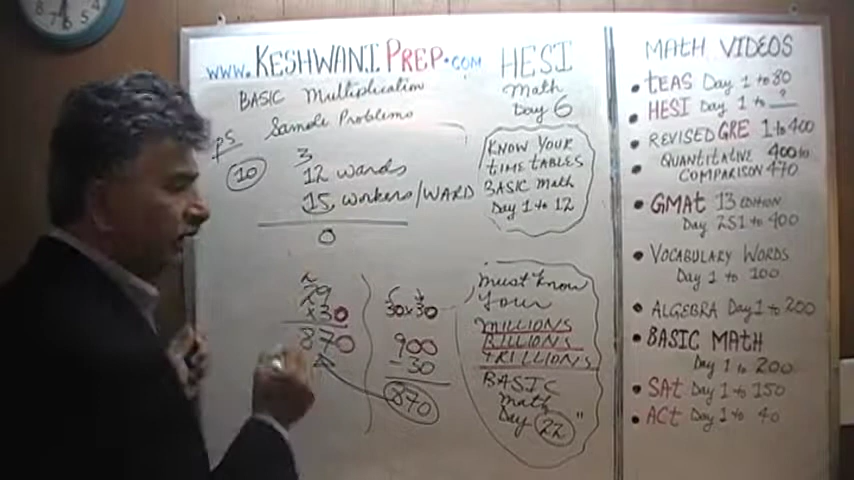 www.KESHWANIPREP.COM
BASIC Multiplication
Sample Problems
PS
10
3
12 wards
15 workers/WARD
0
2
29
x30
870
30x30
900
-30
870
HESI
Math
Day 6
KNOW YOUR
TIME TABLES
BASIC Math
Day 1 to 12
must know
Your
MILLIONS
BILLIONS
TRILLIONS
BASIC
Math
Day 22"
MATH VIDEOS
• TEAS Day 1 to 80
• HESI Day 1 to ?
• REVISED GRE 1 to 400
• QUANTITATIVE 400 to
COMPARISON 470
• GMAT 13 EDITION
Day 251 to 400
• VOCABULARY WORDS
Day 1 to 100
• ALGEBRA Day 1 to 200
• BASIC MATH
Day 1 to 200
• SAt Day 1 to 150
• ACt Day 1 to 40